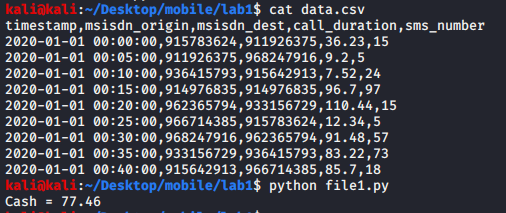 kali@kali:~/Desktop/mobile/lab1$ cat data.csv
timestamp,msisdn_origin,msisdn_dest,call_duration,sms_number
2020-01-01 00:00:00,915783624,911926375,36.23,15
2020-01-01 00:05:00,911926375,968247916,9.2,5
2020-01-01 00:10:00,936415793,915642913,7.52,24
2020-01-01 00:15:00,914976835,914976835,96.7,97
2020-01-01 00:20:00,962365794,933156729,110.44,15
2020-01-01 00:25:00,966714385,915783624,12.34,5
2020-01-01 00:30:00,968247916,962365794,91.48,57
2020-01-01 00:35:00,933156729,936415793,83.22,73
2020-01-01 00:40:00,915642913,966714385,85.7,18
kali@kali:~/Desktop/mobile/lab1$ python file1.py
Cash = 77.46